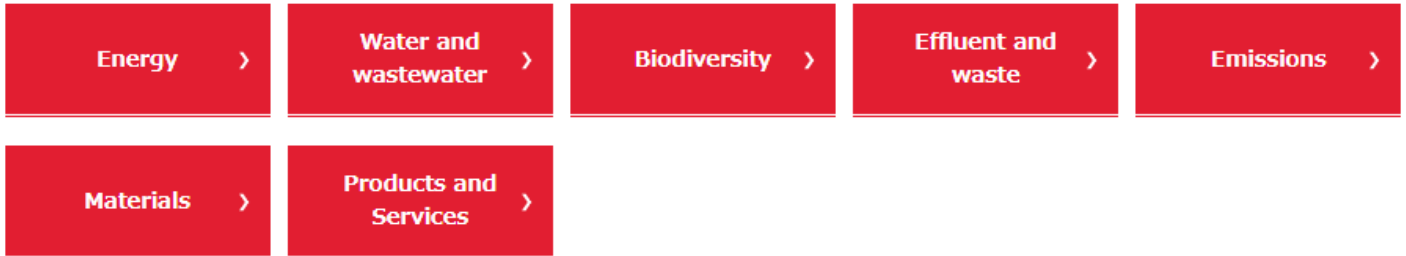 Energy
Water and
wastewater
Biodiversity
Effluent and
waste
Emissions
Materials
Products and
Services